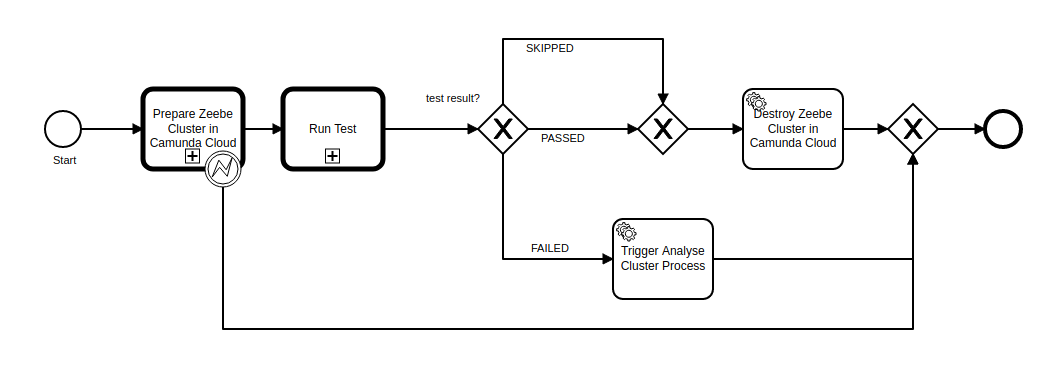 SKIPPED
test result?
Prepare Zeebe
Cluster in
Camunda Cloud
Run Test
PASSED
Destroy Zeebe
Cluster in
Camunda Cloud
Start
FAILED
Trigger Analyse
Cluster Process